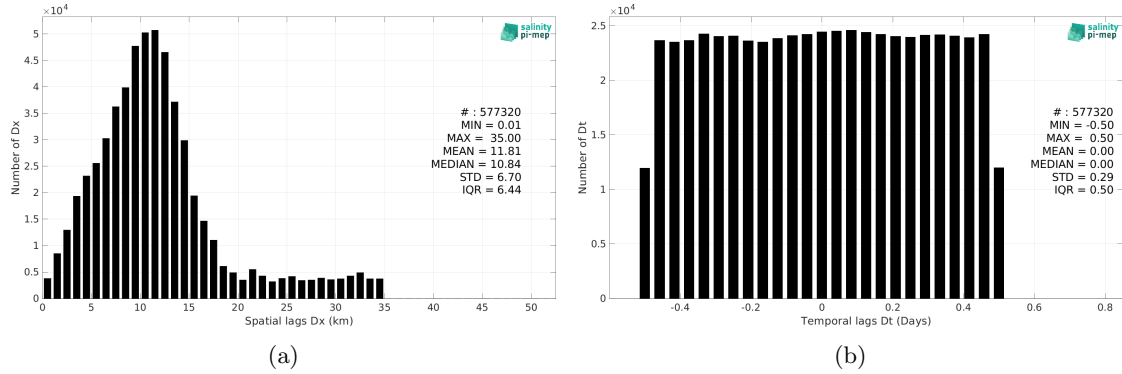 ×10⁴
5
4.5
4
3.5
3
2.5
2
1.5
1
0.5
0
Number of Dx
0 5 10 15 20 25 30 35 40 45 50
Spatial lags Dx (km)
salinity
pi-mep
# : 577320
MIN = 0.01
MAX = 35.00
MEAN = 11.81
MEDIAN = 10.84
STD = 6.70
IQR = 6.44
(a)
×10⁴
2.5
2
1.5
1
0.5
0
Number of Dt
-0.4 -0.2 0 0.2 0.4 0.6 0.8
Temporal lags Dt (Days)
salinity
pi-mep
# : 577320
MIN = -0.50
MAX = 0.50
MEAN = 0.00
MEDIAN = 0.00
STD = 0.29
IQR = 0.50
(b)